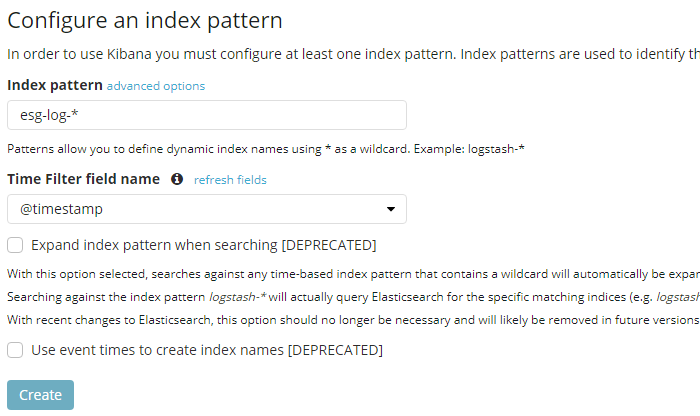 Configure an index pattern
In order to use Kibana you must configure at least one index pattern. Index patterns are used to identify
Index pattern advanced options
esg-log-*
Patterns allow you to define dynamic index names using * as a wildcard. Example: logstash-*
Time Filter field name refresh fields
@timestamp
Expand index pattern when searching [DEPRECATED]
With this option selected, searches against any time-based index pattern that contains a wildcard will automatically be
Searching against the index pattern logstash-* will actually query Elasticsearch for the specific matching indices (e.g.
With recent changes to Elasticsearch, this option should no longer be necessary and will likely be removed in future versions
Use event times to create index names [DEPRECATED]
Create